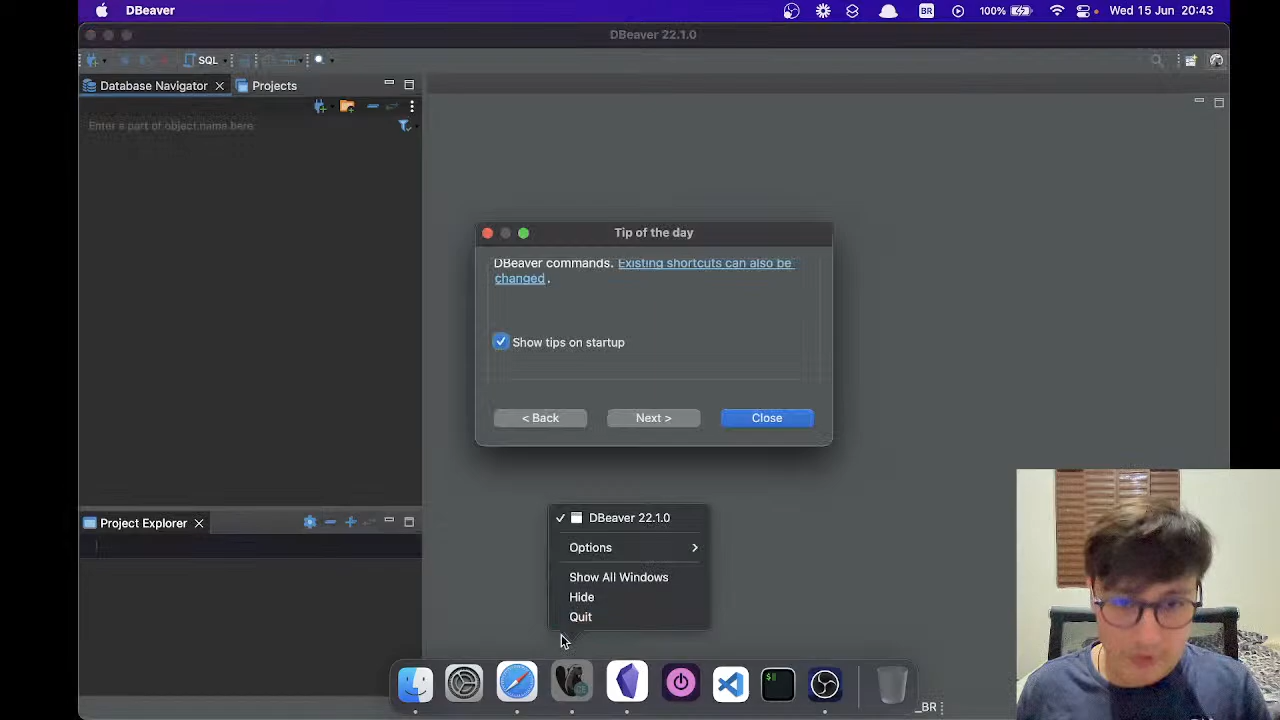 DBeaver
BR
100%
Wed 15 Jun 20:43
DBeaver 22.1.0
SQL
Database Navigator
Projects
Enter a part of object name here
Tip of the day
DBeaver commands. Existing shortcuts can also be
changed .
Show tips on startup
< Back
Next >
Close
Project Explorer
DBeaver 22.1.0
Options
Show All Windows
Hide
Quit
_BR